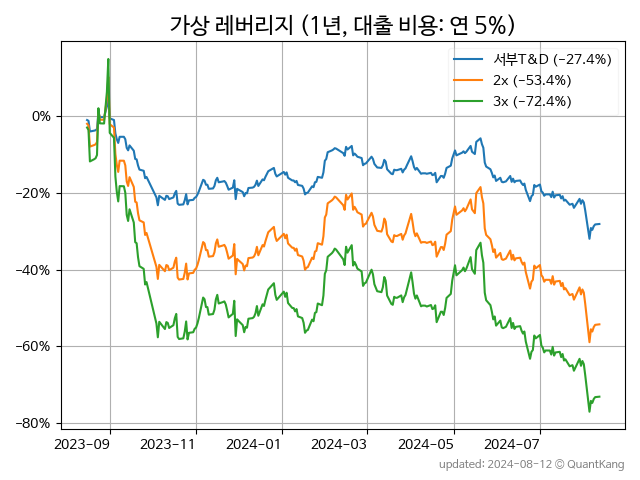 가상 레버리지 (1년, 대출 비용: 연 5%)
서부T&D (−27.4%)
2x (−53.4%)
3x (−72.4%)
0%
−20%
−40%
−60%
−80%
2023-09 2023-11 2024-01 2024-03 2024-05 2024-07
updated: 2024-08-12 © QuantKang